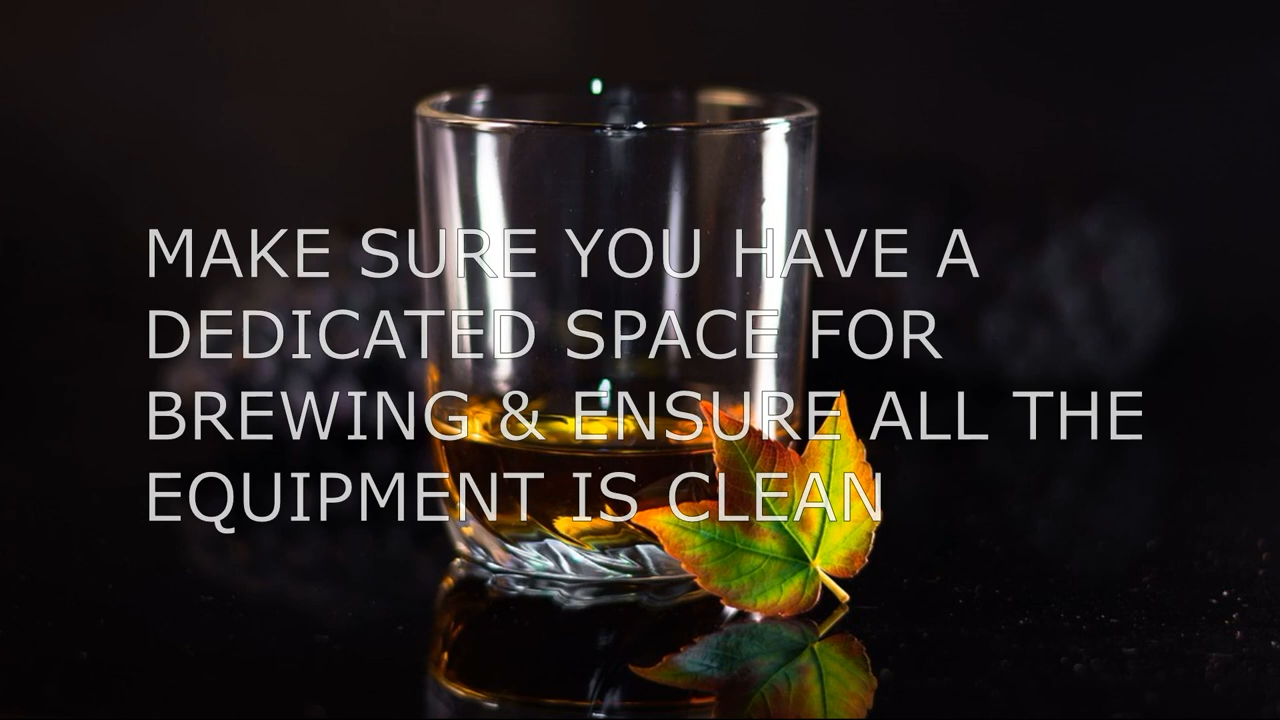 MAKE SURE YOU HAVE A
DEDICATED SPACE FOR
BREWING & ENSURE ALL THE
EQUIPMENT IS CLEAN